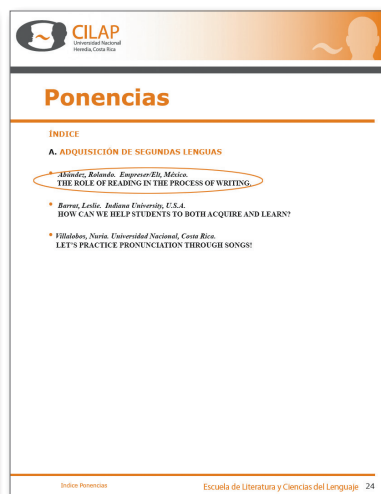 CILAP
Universidad Nacional
Heredia, Costa Rica
Ponencias
ÍNDICE
A. ADQUISICIÓN DE SEGUNDAS LENGUAS
• Abúndez, Rolando. Empreser/Elt, México.
THE ROLE OF READING IN THE PROCESS OF WRITING.
• Barrat, Leslie. Indiana University, U.S.A.
HOW CAN WE HELP STUDENTS TO BOTH ACQUIRE AND LEARN?
• Villalobos, Nuria. Universidad Nacional, Costa Rica.
LET'S PRACTICE PRONUNCIATION THROUGH SONGS!
Indice Ponencias
Escuela de Literatura y Ciencias del Lenguaje 24